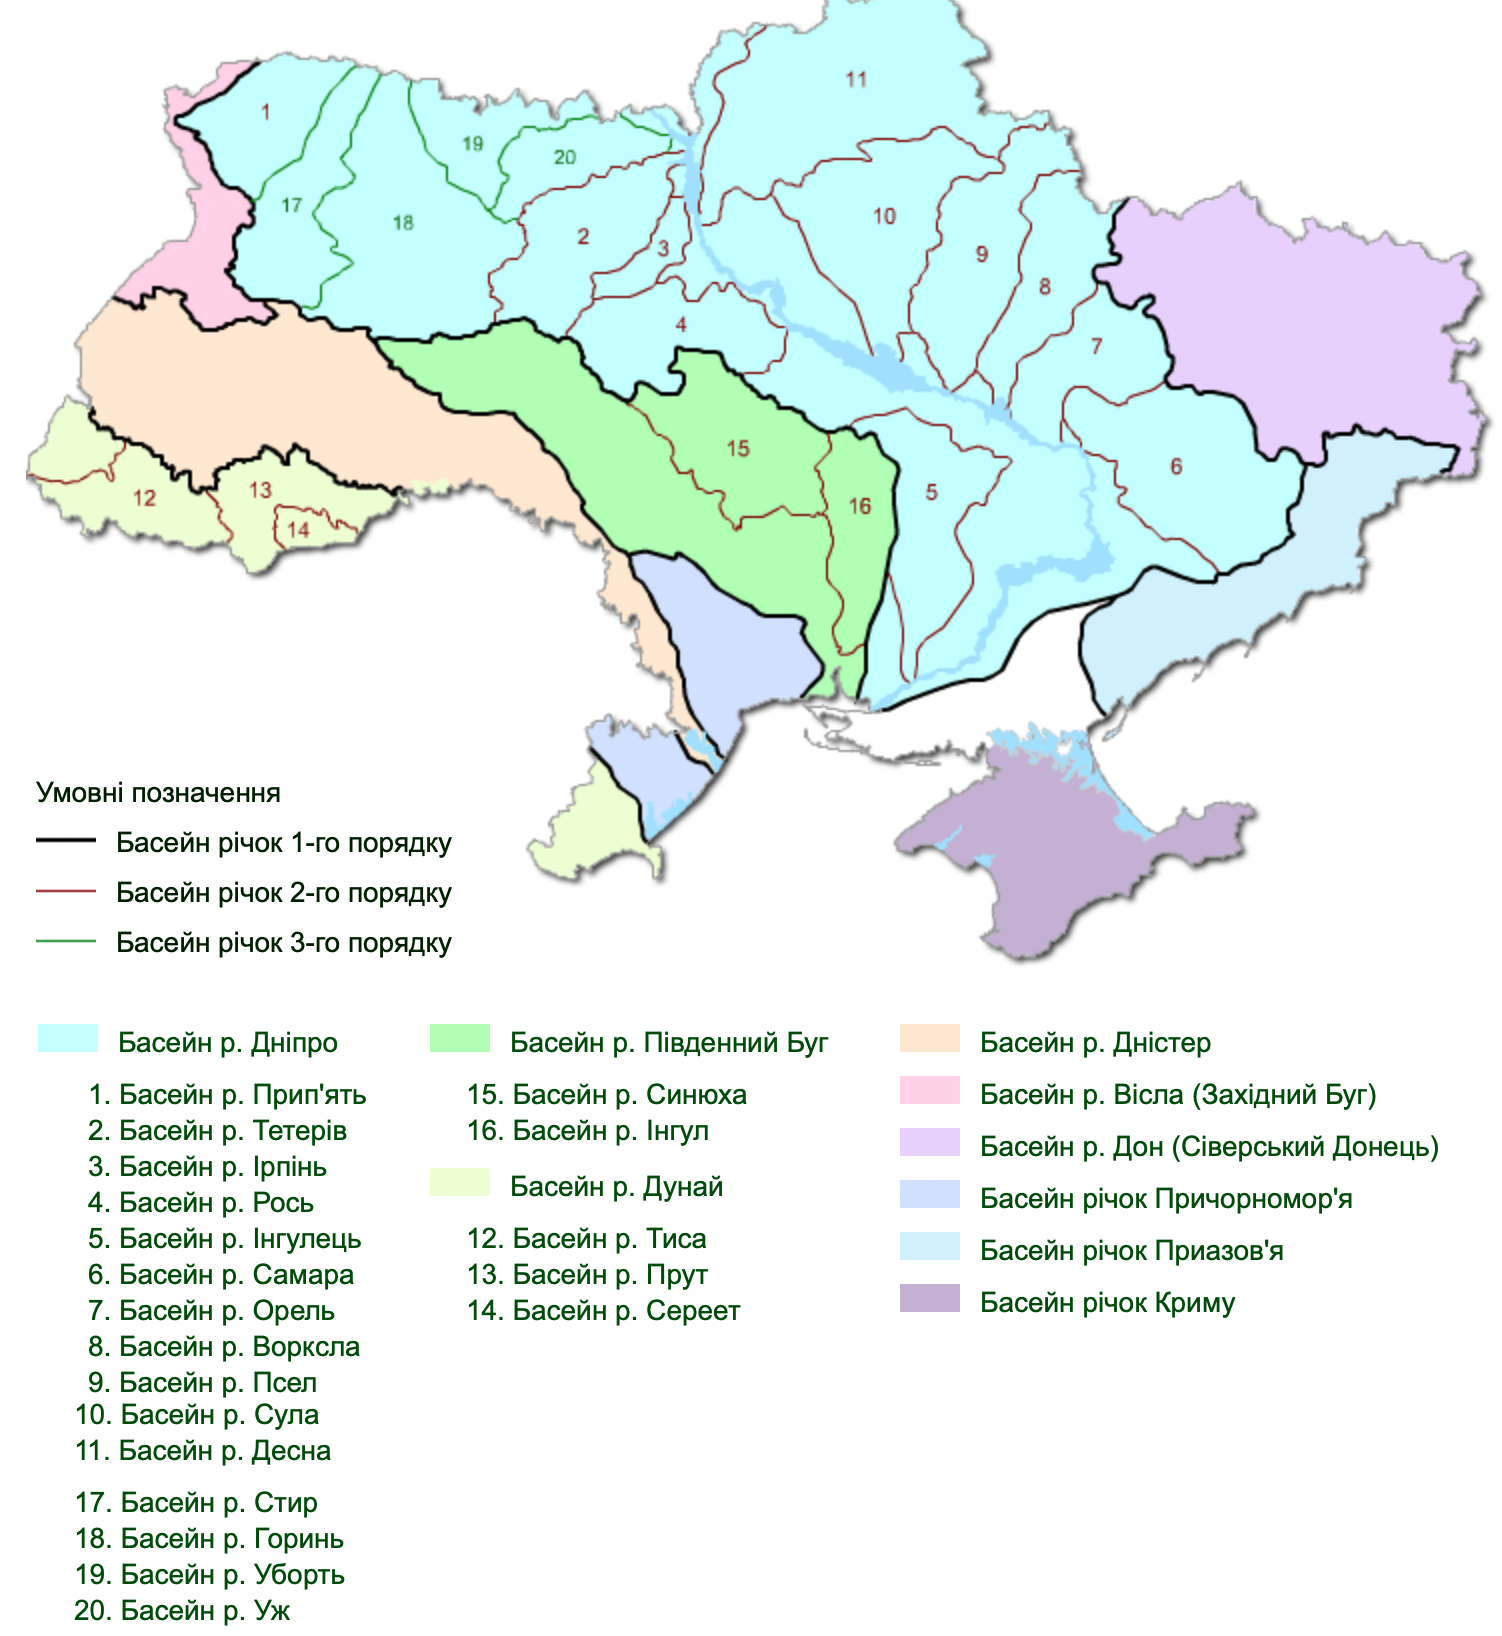 11
1
19
20
17
18
2
3
10
9
8
4
7
15
6
5
16
12
13
14
Умовні позначення
Басейн річок 1-го порядку
Басейн річок 2-го порядку
Басейн річок 3-го порядку
Басейн р. Дніпро
1. Басейн р. Прип'ять
2. Басейн р. Тетерів
3. Басейн р. Ірпінь
4. Басейн р. Рось
5. Басейн р. Інгулець
6. Басейн р. Самара
7. Басейн р. Орель
8. Басейн р. Ворксла
9. Басейн р. Псел
10. Басейн р. Сула
11. Басейн р. Десна
17. Басейн р. Стир
18. Басейн р. Горинь
19. Басейн р. Уборть
20. Басейн р. Уж
Басейн р. Південний Буг
15. Басейн р. Синюха
16. Басейн р. Інгул
Басейн р. Дунай
12. Басейн р. Тиса
13. Басейн р. Прут
14. Басейн р. Сереет
Басейн р. Дністер
Басейн р. Вісла (Західний Буг)
Басейн р. Дон (Сіверський Донець)
Басейн річок Причорномор'я
Басейн річок Приазов'я
Басейн річок Криму